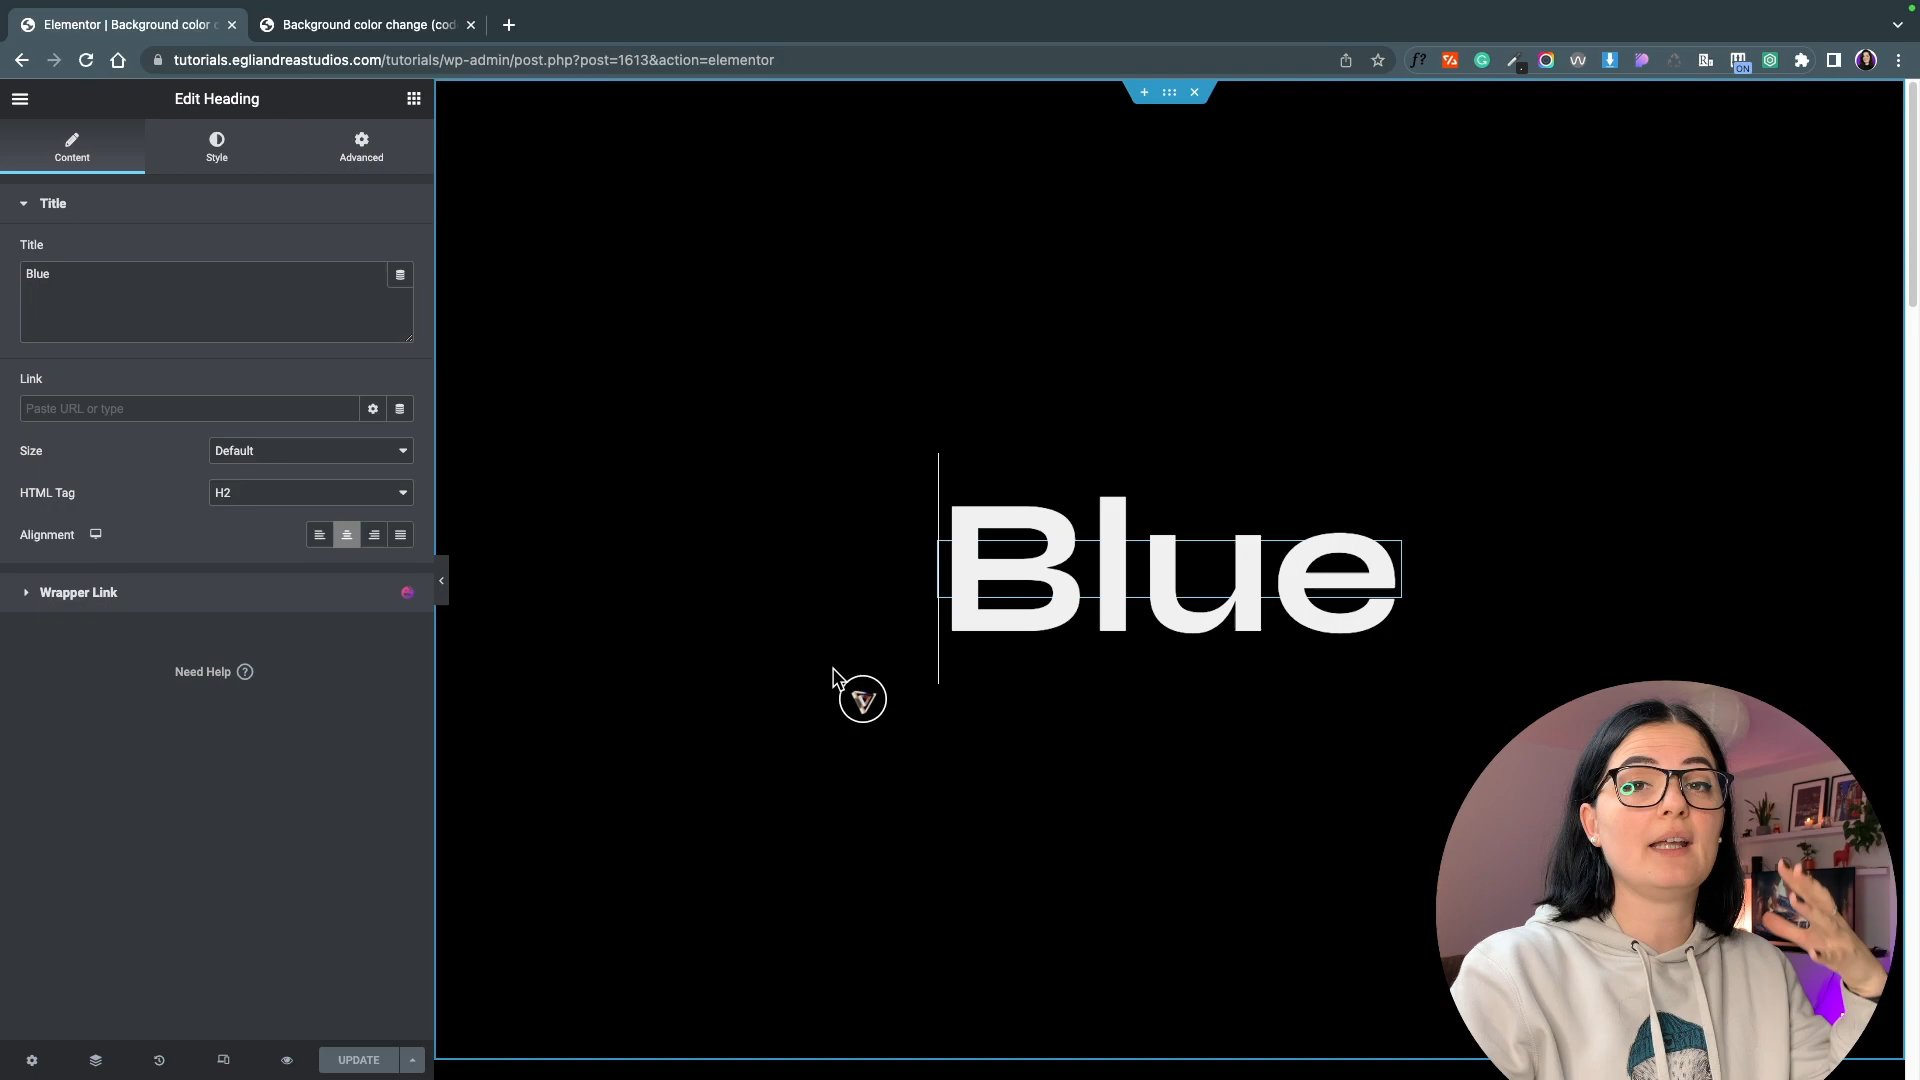 Elementor | Background color c
Background color change (cod
tutorials.egliandreastudios.com/tutorials/wp-admin/post.php?post=1613&action=elementor
f?
ON
Edit Heading
Content
Style
Advanced
Title
Title
Blue
Link
Paste URL or type
Size
Default
HTML Tag
H2
Alignment
Wrapper Link
Need Help ?
UPDATE
Blue